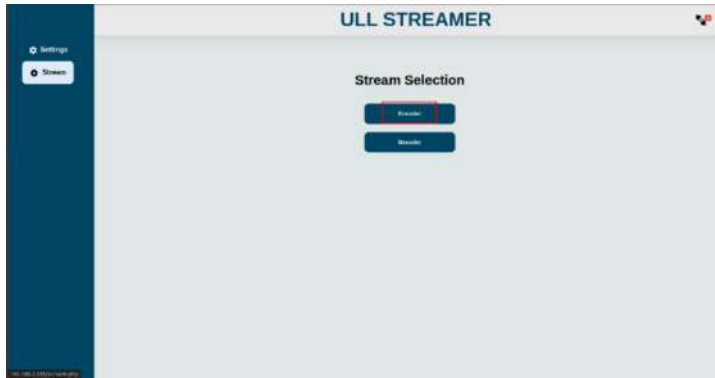 ULL STREAMER
Settings
Stream
Stream Selection
Encoder
Decoder